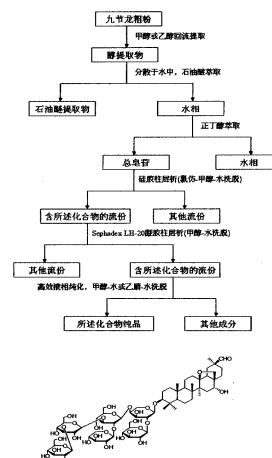 九节龙粗粉
甲醇或乙醇回流提取
醇提取物
分散于水中，石油醚萃取
石油醚提取物 水相
正丁醇萃取
总皂苷 水相
硅胶柱层析(氯仿-甲醇-水洗脱)
含所述化合物的流份 其他流份
Sephadex LH-20凝胶柱层析(甲醇-水洗脱)
其他流份 含所述化合物的流份
高效液相纯化，甲醇-水或乙腈-水洗脱
所述化合物纯品 其他成分
CHO
OH